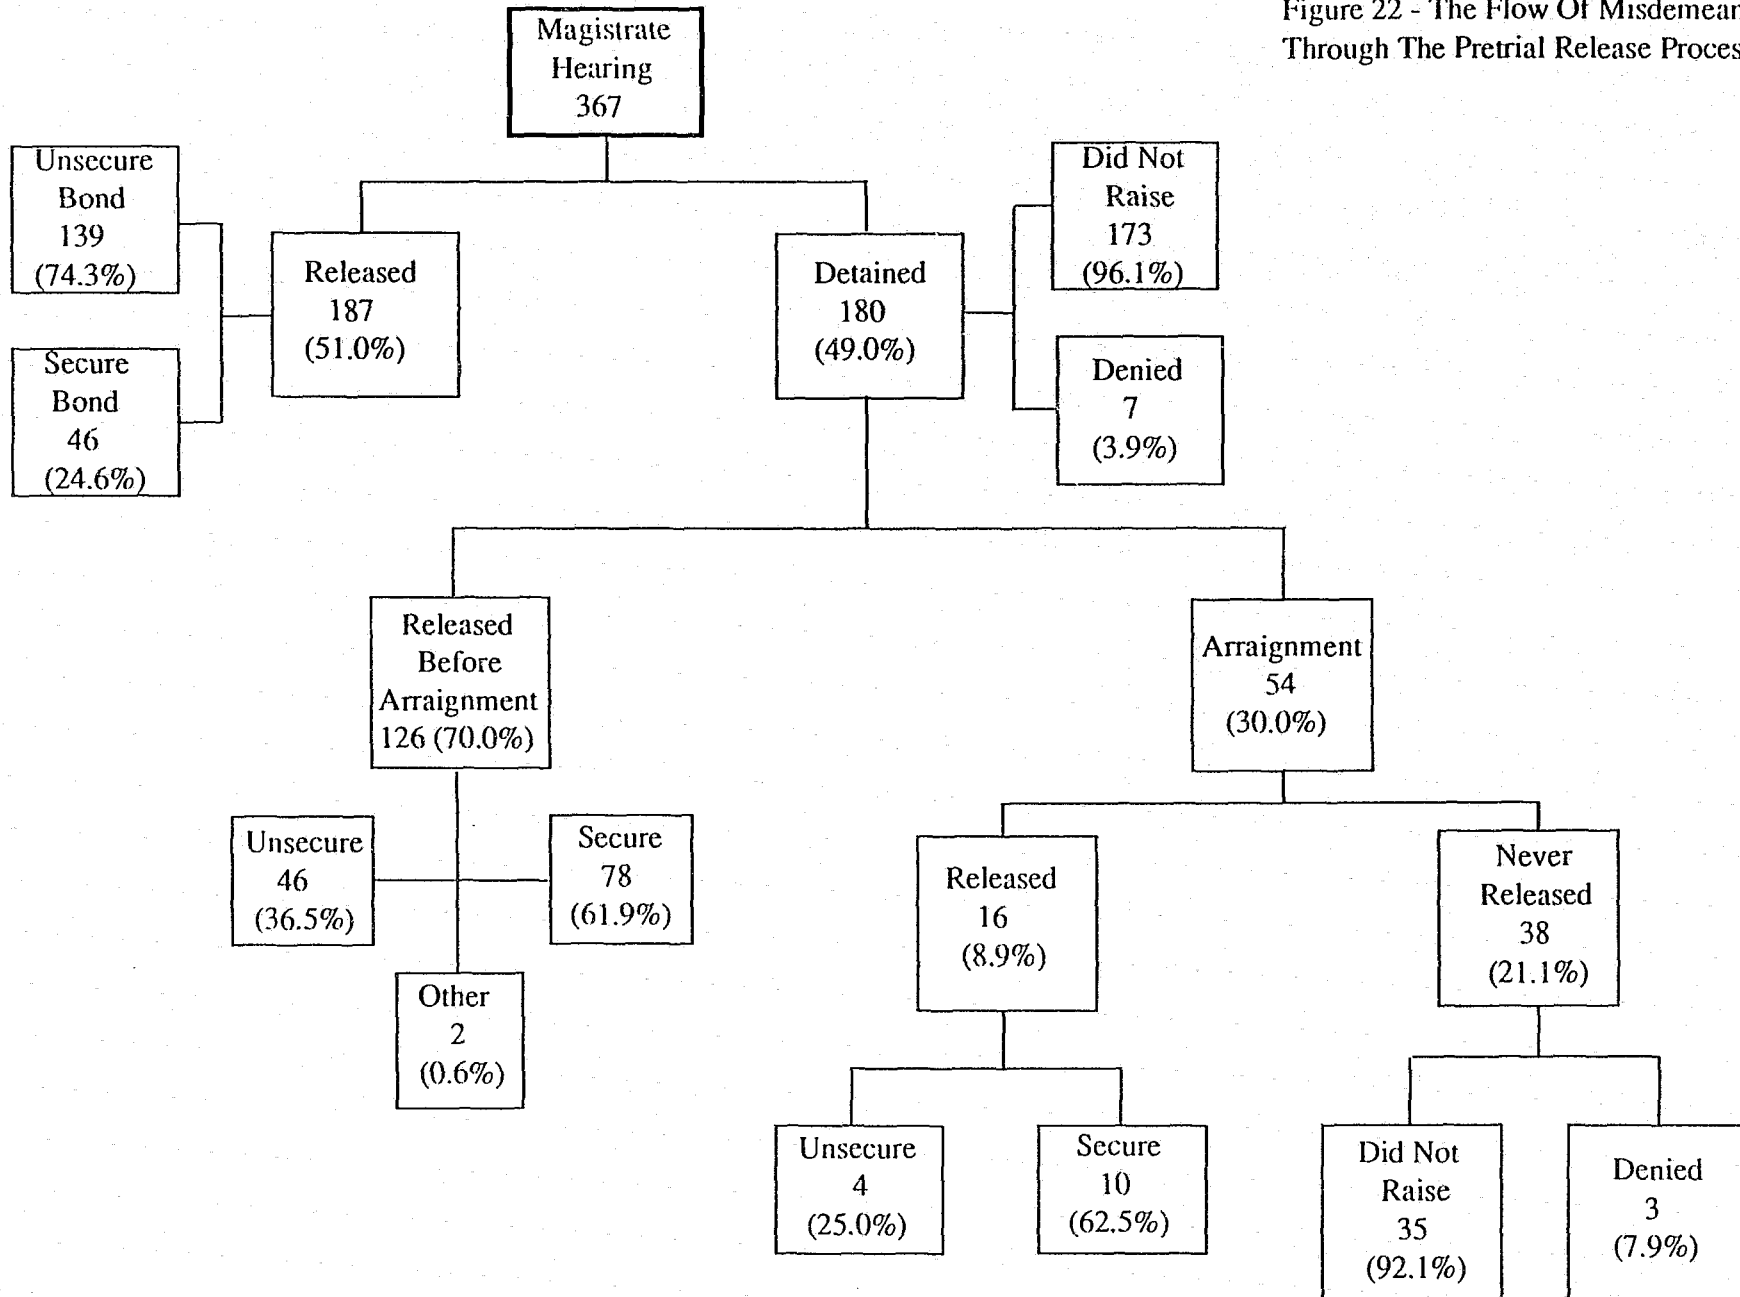 Figure 22 - The Flow Of Misdemean
Through The Pretrial Release Proces
Magistrate
Hearing
367
Unsecure
Bond
139
(74.3%)
Secure
Bond
46
(24.6%)
Released
187
(51.0%)
Detained
180
(49.0%)
Did Not
Raise
173
(96.1%)
Denied
7
(3.9%)
Released
Before
Arraignment
126 (70.0%)
Arraignment
54
(30.0%)
Unsecure
46
(36.5%)
Secure
78
(61.9%)
Other
2
(0.6%)
Released
16
(8.9%)
Never
Released
38
(21.1%)
Unsecure
4
(25.0%)
Secure
10
(62.5%)
Did Not
Raise
35
(92.1%)
Denied
3
(7.9%)